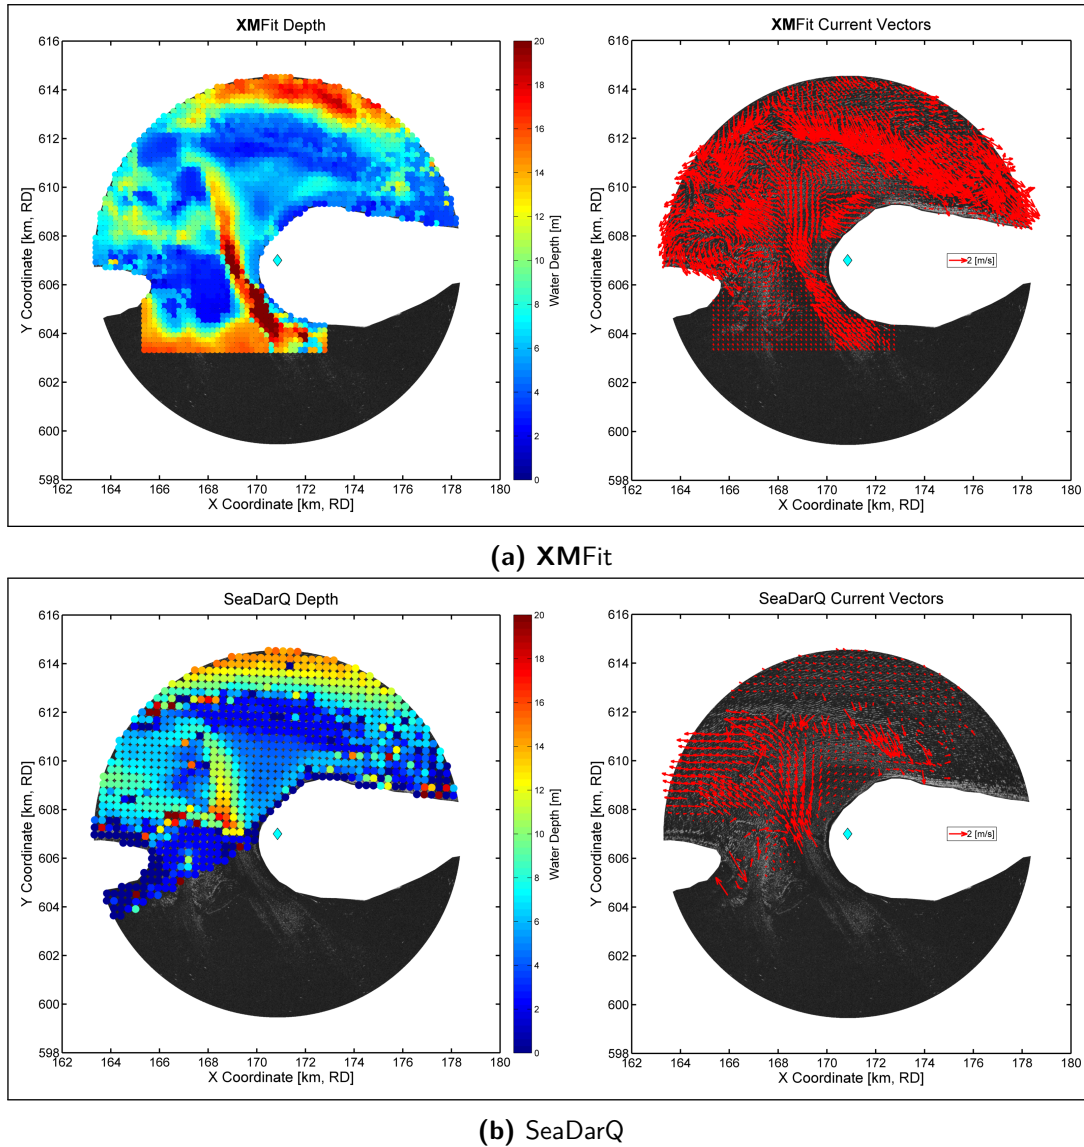 XMFit Depth
XMFit Current Vectors
616
614
612
610
608
606
604
602
600
598
Y Coordinate [km, RD]
162 164 166 168 170 172 174 176 178 180
X Coordinate [km, RD]
20
18
16
14
12
10
8
6
4
2
0
Water Depth [m]
616
614
612
610
608
606
604
602
600
598
Y Coordinate [km, RD]
2 [m/s]
162 164 166 168 170 172 174 176 178 180
X Coordinate [km, RD]
(a) XMFit
SeaDarQ Depth
SeaDarQ Current Vectors
616
614
612
610
608
606
604
602
600
598
Y Coordinate [km, RD]
162 164 166 168 170 172 174 176 178 180
X Coordinate [km, RD]
20
18
16
14
12
10
8
6
4
2
0
Water Depth [m]
616
614
612
610
608
606
604
602
600
598
Y Coordinate [km, RD]
2 [m/s]
162 164 166 168 170 172 174 176 178 180
X Coordinate [km, RD]
(b) SeaDarQ